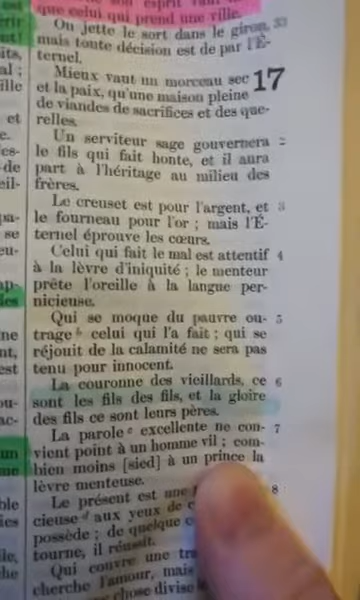 que celui qui prend une ville.
On jette le sort dans le giron, 33
mais toute décision est de par l'É-
ternel.
Mieux vaut un morceau sec 17
et la paix, qu'une maison pleine
de viandes de sacrifices et des que-
relles.
Un serviteur sage gouvernera 2
le fils qui fait honte, et il aura
part à l'héritage au milieu des
frères.
Le creuset est pour l'argent, et 3
le fourneau pour l'or ; mais l'É-
ternel éprouve les cœurs.
Celui qui fait le mal est attentif 4
à la lèvre d'iniquité ; le menteur
prête l'oreille à la langue per-
nicieuse.
Qui se moque du pauvre ou- 5
trage b celui qui l'a fait ; qui se
réjouit de la calamité ne sera pas
tenu pour innocent.
La couronne des vieillards, ce 6
sont les fils des fils, et la gloire
des fils ce sont leurs pères.
La parole c excellente ne con- 7
vient point à un homme vil ; com-
bien moins [sied] à un prince la
lèvre menteuse.
Le présent est une 8
cieuse d aux yeux de
possède ; de quelque
tourne, il réussit.
Qui couvre une
cherche l'amour, mais
chose divise